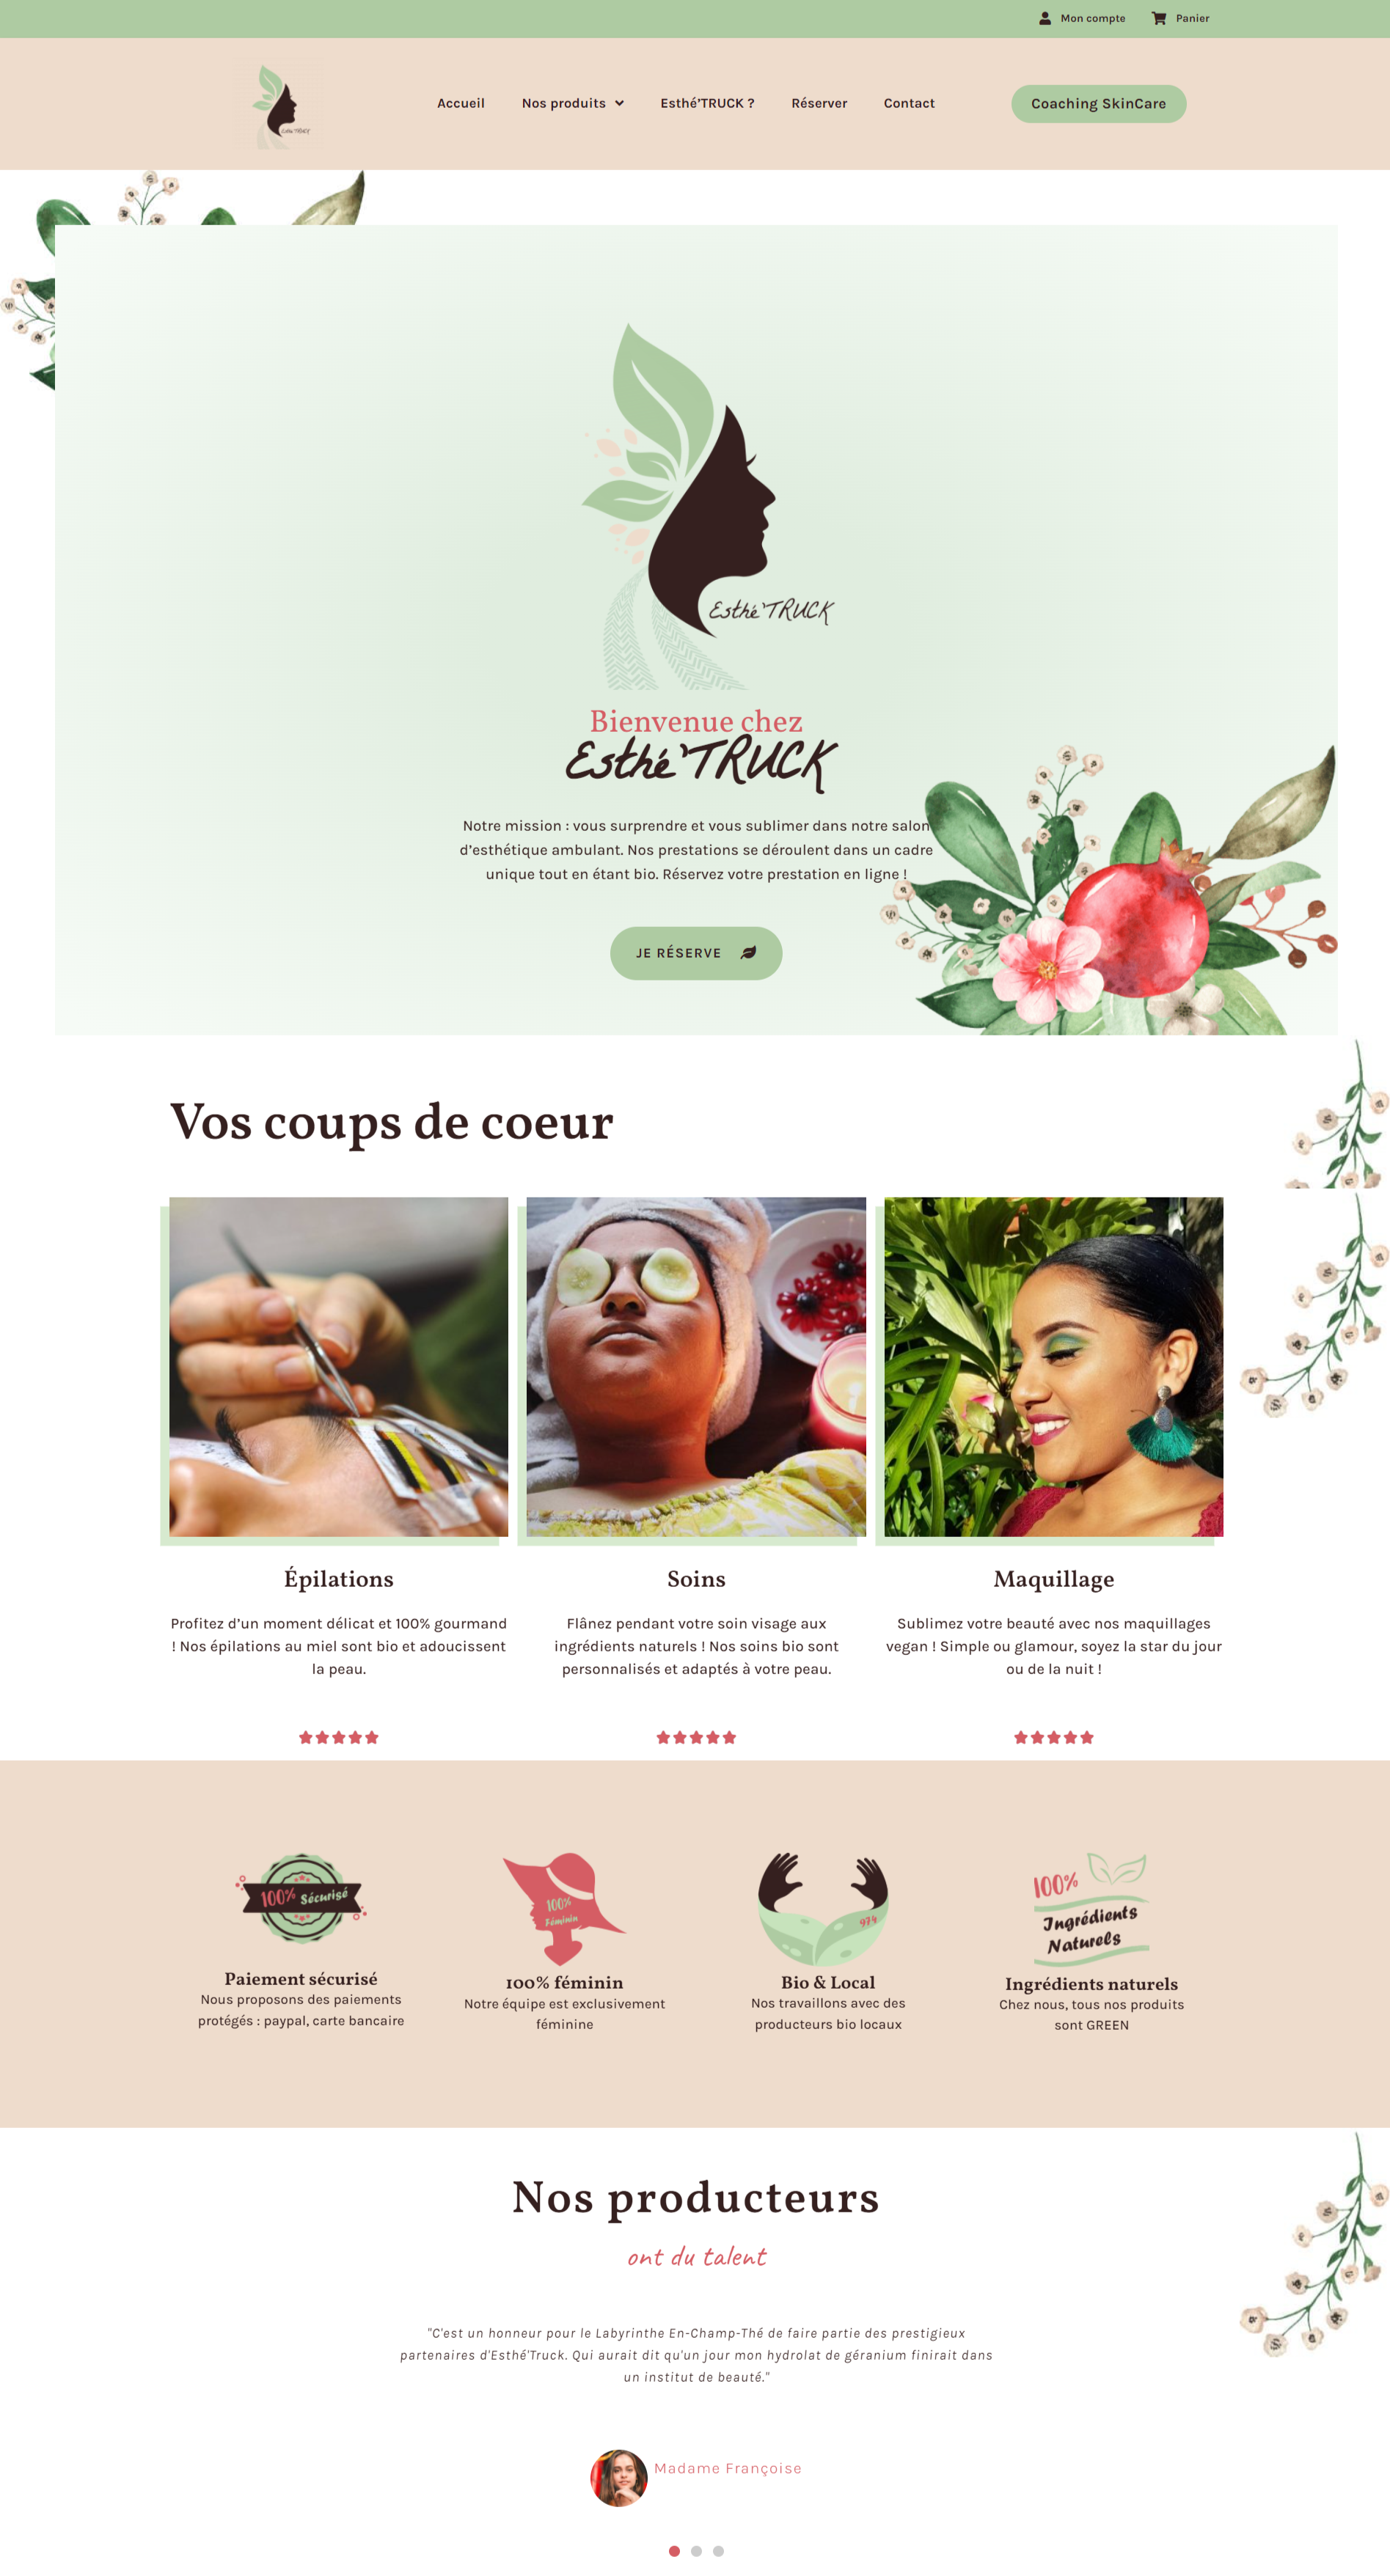 Mon compte
Panier
Esthé'TRUCK
Accueil
Nos produits
Esthé'TRUCK ?
Réserver
Contact
Coaching SkinCare
Esthé'TRUCK
Bienvenue chez
Esthé'TRUCK
Notre mission : vous surprendre et vous sublimer dans notre salon
d'esthétique ambulant. Nos prestations se déroulent dans un cadre
unique tout en étant bio. Réservez votre prestation en ligne !
JE RÉSERVE
Vos coups de coeur
Épilations
Profitez d'un moment délicat et 100% gourmand
! Nos épilations au miel sont bio et adoucissent
la peau.
Soins
Flânez pendant votre soin visage aux
ingrédients naturels ! Nos soins bio sont
personnalisés et adaptés à votre peau.
Maquillage
Sublimez votre beauté avec nos maquillages
vegan ! Simple ou glamour, soyez la star du jour
ou de la nuit !
100% Sécurisé
Paiement sécurisé
Nous proposons des paiements
protégés : paypal, carte bancaire
100%
Féminin
100% féminin
Notre équipe est exclusivement
féminine
974
Bio & Local
Nos travaillons avec des
producteurs bio locaux
100%
Ingrédients
Naturels
Ingrédients naturels
Chez nous, tous nos produits
sont GREEN
Nos producteurs
ont du talent
"C'est un honneur pour le Labyrinthe En-Champ-Thé de faire partie des prestigieux
partenaires d'Esthé'Truck. Qui aurait dit qu'un jour mon hydrolat de géranium finirait dans
un institut de beauté."
Madame Françoise